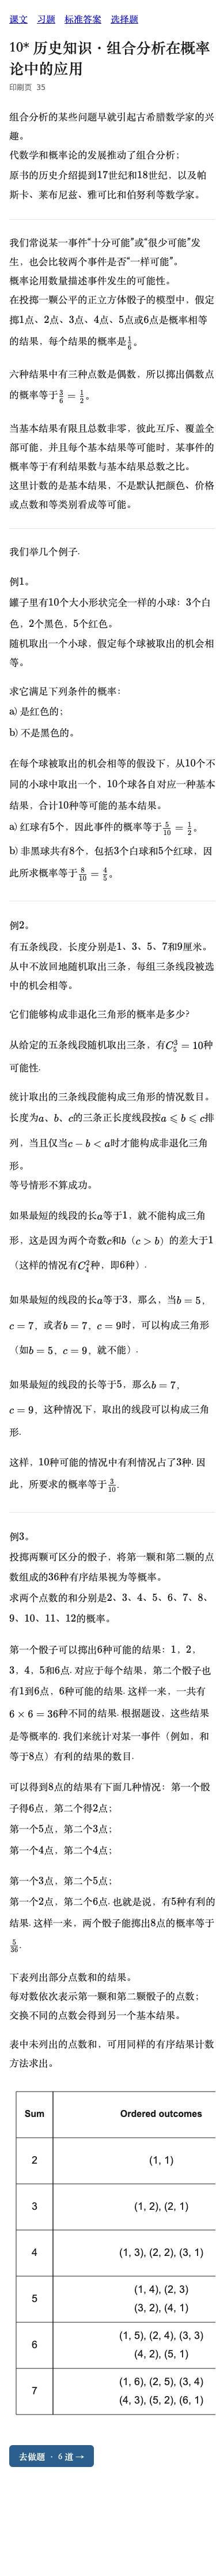 课文 习题 标准答案 选择题
10* 历史知识·组合分析在概率
论中的应用
印刷页 35
组合分析的某些问题早就引起古希腊数学家的兴
趣。
代数学和概率论的发展推动了组合分析；
原书的历史介绍提到17世纪和18世纪，以及帕
斯卡、莱布尼兹、雅可比和伯努利等数学家。
我们常说某一事件“十分可能”或“很少可能”发
生，也会比较两个事件是否“一样可能”。
概率论用数量描述事件发生的可能性。
在投掷一颗公平的正立方体骰子的模型中，假定
掷1点、2点、3点、4点、5点或6点是概率相等
的结果，每个结果的概率是1/6。
六种结果中有三种点数是偶数，所以掷出偶数点
的概率等于3/6 = 1/2。
当基本结果有限且总数非零，彼此互斥、覆盖全
部可能，并且每个基本结果等可能时，某事件的
概率等于有利结果数与基本结果总数之比。
这里计数的是基本结果，不是默认把颜色、价格
或点数和等类别看成等可能。
我们举几个例子.
例1。
罐子里有10个大小形状完全一样的小球：3个白
色，2个黑色，5个红色。
随机取出一个小球，假定每个球被取出的机会相
等。
求它满足下列条件的概率：
a) 是红色的；
b) 不是黑色的。
在每个球被取出的机会相等的假设下，从10个不
同的小球中取出一个，10个球各自对应一种基本
结果，合计10种等可能的基本结果。
a) 红球有5个，因此事件的概率等于5/10 = 1/2。
b) 非黑球共有8个，包括3个白球和5个红球，因
此所求概率等于8/10 = 4/5。
例2。
有五条线段，长度分别是1、3、5、7和9厘米。
从中不放回地随机取出三条，每组三条线段被选
中的机会相等。
它们能够构成非退化三角形的概率是多少?
从给定的五条线段随机取出三条，有C₅³ = 10种
可能性.
统计取出的三条线段能构成三角形的情况数目。
长度为a、b、c的三条正长度线段按a ⩽ b ⩽ c排
列，当且仅当c − b < a时才能构成非退化三角
形。
等号情形不算成功。
如果最短的线段的长a等于1，就不能构成三角
形，这是因为两个奇数c和b（c > b）的差大于1
（这样的情况有C₄²种，即6种）.
如果最短的线段的长a等于3，那么，当b = 5，
c = 7，或者b = 7，c = 9时，可以构成三角形
（如b = 5，c = 9，就不能）.
如果最短的线段的长等于5，那么b = 7，
c = 9，这种情况下，取出的线段可以构成三角
形.
这样，10种可能的情况中有利情况占了3种. 因
此，所要求的概率等于3/10.
例3。
投掷两颗可区分的骰子，将第一颗和第二颗的点
数组成的36种有序结果视为等概率。
求两个点数的和分别是2、3、4、5、6、7、8、
9、10、11、12的概率。
第一个骰子可以掷出6种可能的结果：1，2，
3，4，5和6点. 对应于每个结果，第二个骰子也
有1到6点，6种可能的结果. 这样一来，一共有
6 × 6 = 36种不同的结果. 根据题设，这些结果
是等概率的. 我们来统计对某一事件（例如，和
等于8点）有利的结果的数目.
可以得到8点的结果有下面几种情况：第一个骰
子得6点，第二个得2点；
第一个5点，第二个3点；
第一个4点，第二个4点；
第一个3点，第二个5点；
第一个2点，第二个6点. 也就是说，有5种有利的
结果. 这样一来，两个骰子能掷出8点的概率等于
5/36.
下表列出部分点数和的结果。
每对数依次表示第一颗和第二颗骰子的点数；
交换不同的点数会得到另一个基本结果。
表中未列出的点数和，可用同样的有序结果计数
方法求出。
Sum Ordered outcomes
2 (1, 1)
3 (1, 2), (2, 1)
4 (1, 3), (2, 2), (3, 1)
5 (1, 4), (2, 3)
(3, 2), (4, 1)
6 (1, 5), (2, 4), (3, 3)
(4, 2), (5, 1)
7 (1, 6), (2, 5), (3, 4)
(4, 3), (5, 2), (6, 1)
去做题 · 6 道 →